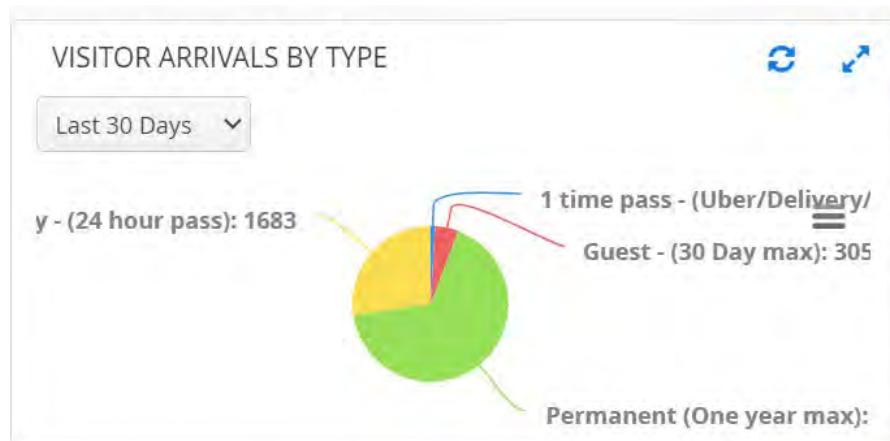 VISITOR ARRIVALS BY TYPE
Last 30 Days
1 time pass - (Uber/Delivery/
y - (24 hour pass): 1683
Guest - (30 Day max): 305
Permanent (One year max):